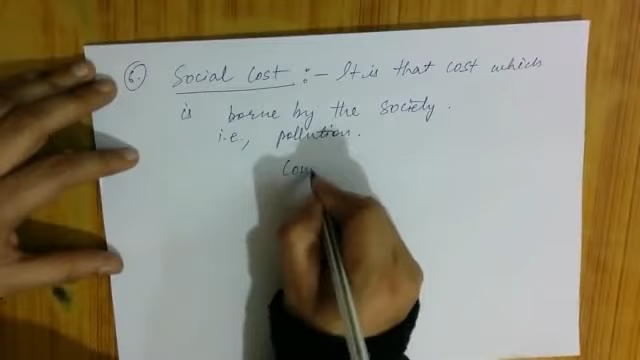 6. Social Cost :- It is that cost which
is borne by the society.
i.e., pollution.